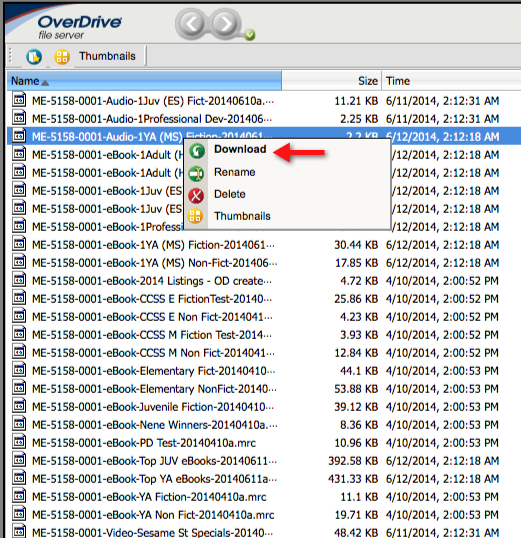 OverDrive®
file server
Thumbnails
Name Size Time
ME-5158-0001-Audio-1Juv (ES) Fict-20140610a.··· 11.21 KB 6/11/2014, 2:12:31 AM
ME-5158-0001-Audio-1Professional Dev-201406··· 2.25 KB 6/11/2014, 2:12:31 AM
ME-5158-0001-Audio-1YA (MS) Fiction-201461··· 2.2 KB 6/12/2014, 2:12:18 AM
ME-5158-0001-eBook-1Adult (H /12/2014, 2:12:18 AM
Download
ME-5158-0001-eBook-1Adult (M /12/2014, 2:12:18 AM
Rename
ME-5158-0001-eBook-1Juv (ES) /12/2014, 2:12:18 AM
Delete
ME-5158-0001-eBook-1Juv (ES) /12/2014, 2:12:18 AM
Thumbnails
ME-5158-0001-eBook-1Profess /12/2014, 2:12:18 AM
ME-5158-0001-eBook-1YA (MS) Fiction-2014061··· 30.44 KB 6/12/2014, 2:12:18 AM
ME-5158-0001-eBook-1YA (MS) Non-Fict-201406··· 17.85 KB 6/12/2014, 2:12:18 AM
ME-5158-0001-eBook-2014 Listings - OD create··· 4.72 KB 4/10/2014, 2:00:52 PM
ME-5158-0001-eBook-CCSS E FictionTest-20140··· 25.86 KB 4/10/2014, 2:00:52 PM
ME-5158-0001-eBook-CCSS E Non Fict-2014041··· 4.23 KB 4/10/2014, 2:00:52 PM
ME-5158-0001-eBook-CCSS M Fiction Test-2014··· 3.93 KB 4/10/2014, 2:00:52 PM
ME-5158-0001-eBook-CCSS M Non Fict-2014041··· 12.84 KB 4/10/2014, 2:00:52 PM
ME-5158-0001-eBook-Elementary Fict-20140410··· 44.1 KB 4/10/2014, 2:00:53 PM
ME-5158-0001-eBook-Elementary NonFict-20140··· 53.88 KB 4/10/2014, 2:00:53 PM
ME-5158-0001-eBook-Juvenile Fiction-20140410··· 39.12 KB 4/10/2014, 2:00:53 PM
ME-5158-0001-eBook-Nene Winners-20140410a.··· 8.36 KB 4/10/2014, 2:00:53 PM
ME-5158-0001-eBook-PD Test-20140410a.mrc 10.96 KB 4/10/2014, 2:00:53 PM
ME-5158-0001-eBook-Top JUV eBooks-20140611··· 392.58 KB 6/12/2014, 2:12:18 AM
ME-5158-0001-eBook-Top YA eBooks-20140611a··· 431.33 KB 6/12/2014, 2:12:18 AM
ME-5158-0001-eBook-YA Fiction-20140410a.mrc 11.1 KB 4/10/2014, 2:00:53 PM
ME-5158-0001-eBook-YA Non Fict-20140410a.mrc 19.71 KB 4/10/2014, 2:00:53 PM
ME-5158-0001-Video-Sesame St Specials-20140··· 48.42 KB 6/11/2014, 2:12:31 AM